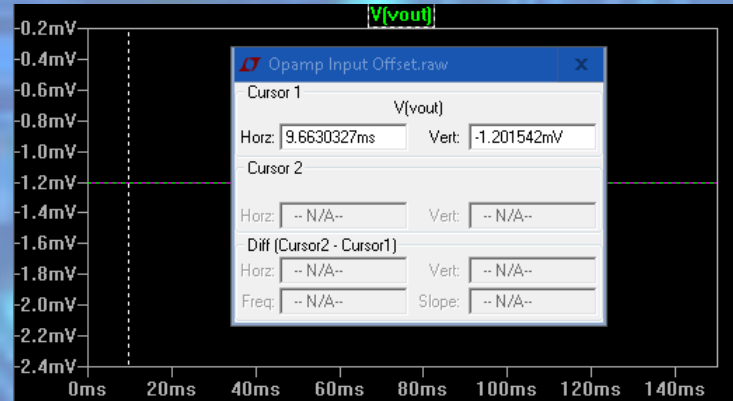 V(vout)
-0.2mV
-0.4mV
-0.6mV
-0.8mV
-1.0mV
-1.2mV
-1.4mV
-1.6mV
-1.8mV
-2.0mV
-2.2mV
-2.4mV
Opamp Input Offset.raw x
Cursor 1
V(vout)
Horz: 9.6630327ms Vert: -1.201542mV
Cursor 2
Horz: -- N/A-- Vert: -- N/A--
Diff (Cursor2 - Cursor1)
Horz: -- N/A-- Vert: -- N/A--
Freq: -- N/A-- Slope: -- N/A--
0ms 20ms 40ms 60ms 80ms 100ms 120ms 140ms